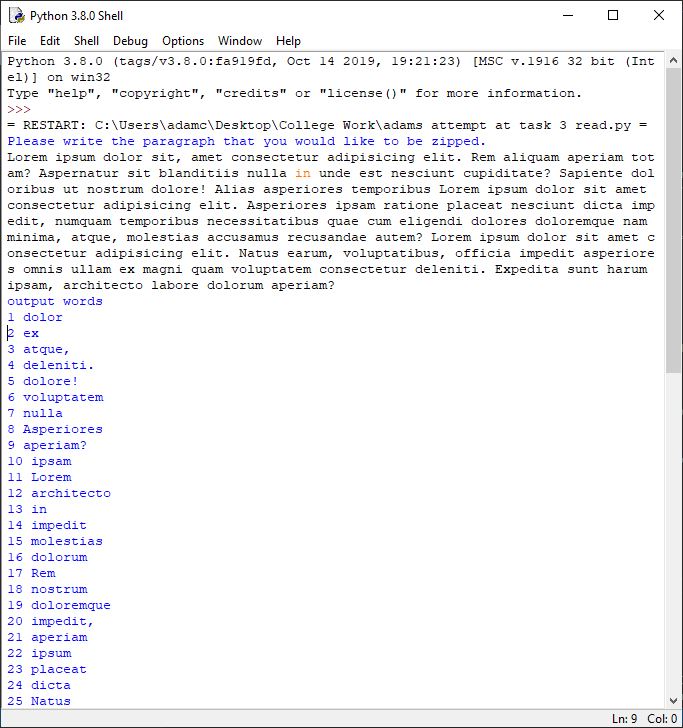 Python 3.8.0 Shell
File Edit Shell Debug Options Window Help
Python 3.8.0 (tags/v3.8.0:fa919fd, Oct 14 2019, 19:21:23) [MSC v.1916 32 bit (Int
el)] on win32
Type "help", "copyright", "credits" or "license()" for more information.
>>>
= RESTART: C:\Users\adamc\Desktop\College Work\adams attempt at task 3 read.py =
Please write the paragraph that you would like to be zipped.
Lorem ipsum dolor sit, amet consectetur adipisicing elit. Rem aliquam aperiam tot
am? Aspernatur sit blanditiis nulla in unde est nesciunt cupiditate? Sapiente dol
oribus ut nostrum dolore! Alias asperiores temporibus Lorem ipsum dolor sit amet
consectetur adipisicing elit. Asperiores ipsam ratione placeat nesciunt dicta imp
edit, numquam temporibus necessitatibus quae cum eligendi dolores doloremque nam
minima, atque, molestias accusamus recusandae autem? Lorem ipsum dolor sit amet c
onsectetur adipisicing elit. Natus earum, voluptatibus, officia impedit asperiore
s omnis ullam ex magni quam voluptatem consectetur deleniti. Expedita sunt harum
ipsam, architecto labore dolorum aperiam?
output words
1 dolor
2 ex
3 atque,
4 deleniti.
5 dolore!
6 voluptatem
7 nulla
8 Asperiores
9 aperiam?
10 ipsam
11 Lorem
12 architecto
13 in
14 impedit
15 molestias
16 dolorum
17 Rem
18 nostrum
19 doloremque
20 impedit,
21 aperiam
22 ipsum
23 placeat
24 dicta
25 Natus
Ln: 9 Col: 0